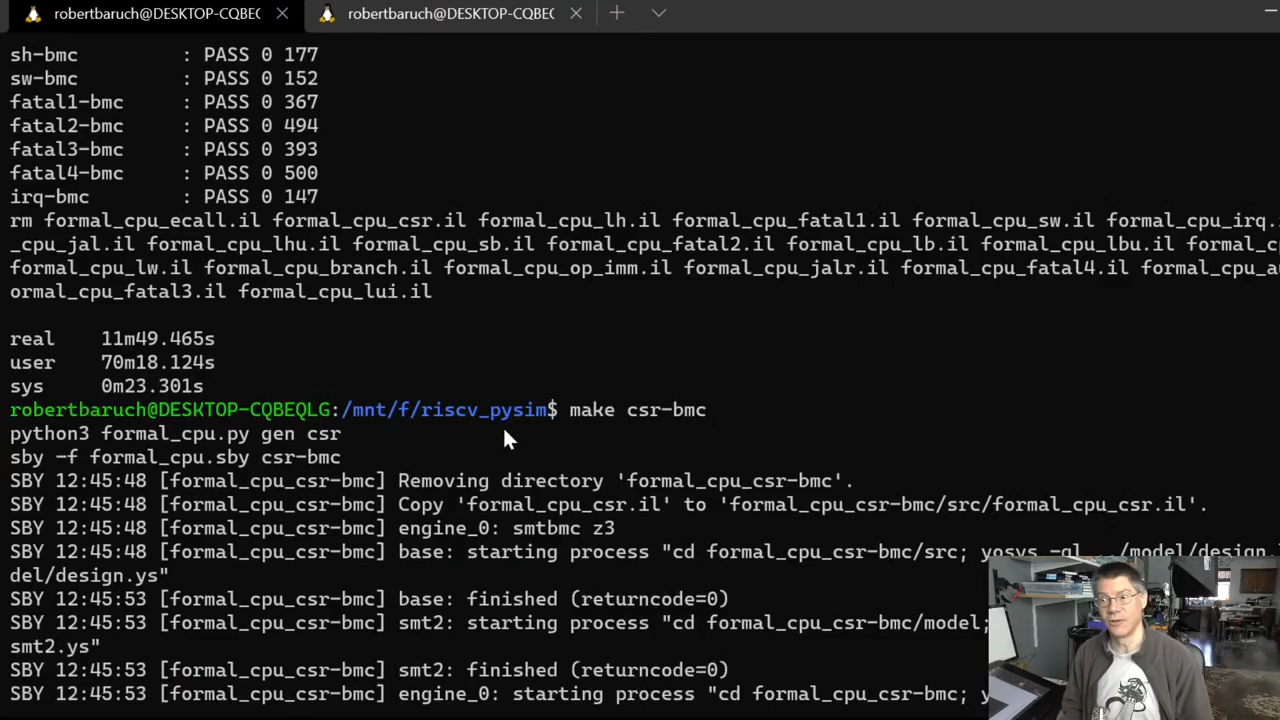 robertbaruch@DESKTOP-CQBEQ robertbaruch@DESKTOP-CQBEQ
sh-bmc : PASS 0 177
sw-bmc : PASS 0 152
fatal1-bmc : PASS 0 367
fatal2-bmc : PASS 0 494
fatal3-bmc : PASS 0 393
fatal4-bmc : PASS 0 500
irq-bmc : PASS 0 147
rm formal_cpu_ecall.il formal_cpu_csr.il formal_cpu_lh.il formal_cpu_fatal1.il formal_cpu_sw.il formal_cpu_irq.
_cpu_jal.il formal_cpu_lhu.il formal_cpu_sb.il formal_cpu_fatal2.il formal_cpu_lb.il formal_cpu_lbu.il formal_c
formal_cpu_lw.il formal_cpu_branch.il formal_cpu_op_imm.il formal_cpu_jalr.il formal_cpu_fatal4.il formal_cpu_a
ormal_cpu_fatal3.il formal_cpu_lui.il
real 11m49.465s
user 70m18.124s
sys 0m23.301s
robertbaruch@DESKTOP-CQBEQLG:/mnt/f/riscv_pysim$ make csr-bmc
python3 formal_cpu.py gen csr
sby -f formal_cpu.sby csr-bmc
SBY 12:45:48 [formal_cpu_csr-bmc] Removing directory 'formal_cpu_csr-bmc'.
SBY 12:45:48 [formal_cpu_csr-bmc] Copy 'formal_cpu_csr.il' to 'formal_cpu_csr-bmc/src/formal_cpu_csr.il'.
SBY 12:45:48 [formal_cpu_csr-bmc] engine_0: smtbmc z3
SBY 12:45:48 [formal_cpu_csr-bmc] base: starting process "cd formal_cpu_csr-bmc/src; yosys -ql ../model/design.
del/design.ys"
SBY 12:45:53 [formal_cpu_csr-bmc] base: finished (returncode=0)
SBY 12:45:53 [formal_cpu_csr-bmc] smt2: starting process "cd formal_cpu_csr-bmc/model;
smt2.ys"
SBY 12:45:53 [formal_cpu_csr-bmc] smt2: finished (returncode=0)
SBY 12:45:53 [formal_cpu_csr-bmc] engine_0: starting process "cd formal_cpu_csr-bmc; y